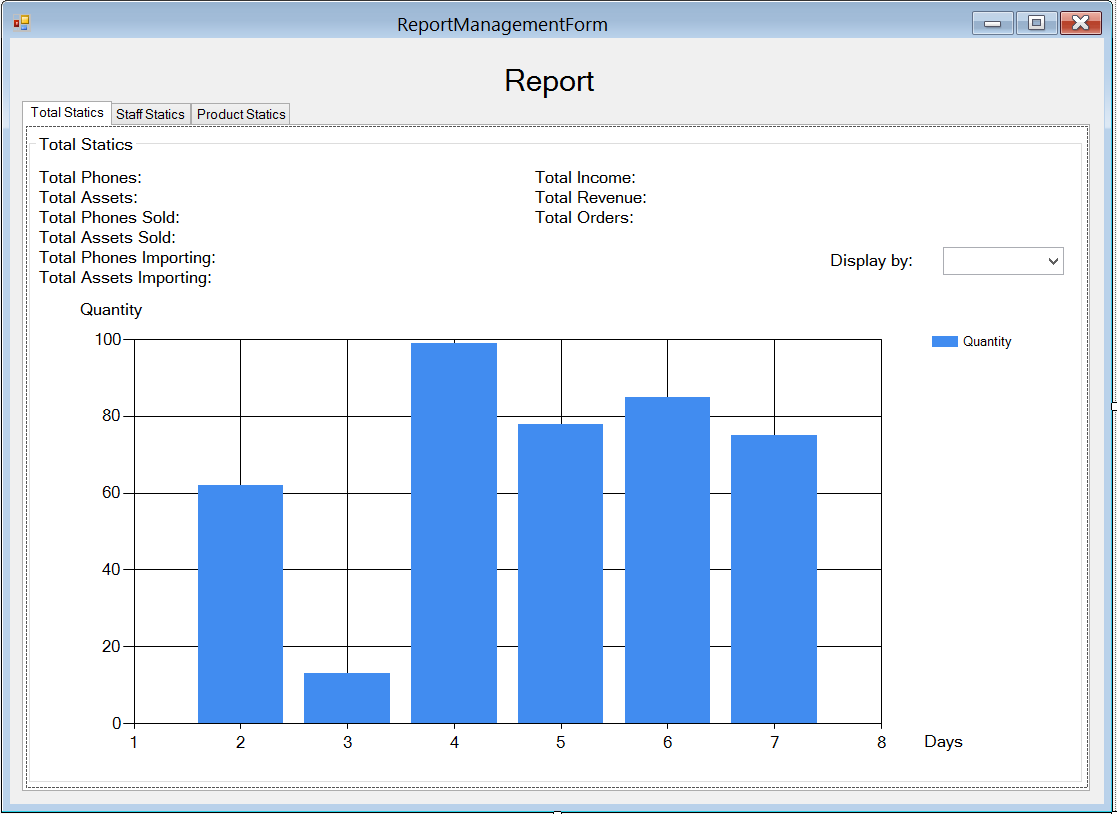 ReportManagementForm
Report
Total Statics Staff Statics Product Statics
Total Statics
Total Phones:
Total Assets:
Total Phones Sold:
Total Assets Sold:
Total Phones Importing:
Total Assets Importing:
Total Income:
Total Revenue:
Total Orders:
Display by:
Quantity
100
80
60
40
20
0
1 2 3 4 5 6 7 8 Days
Quantity